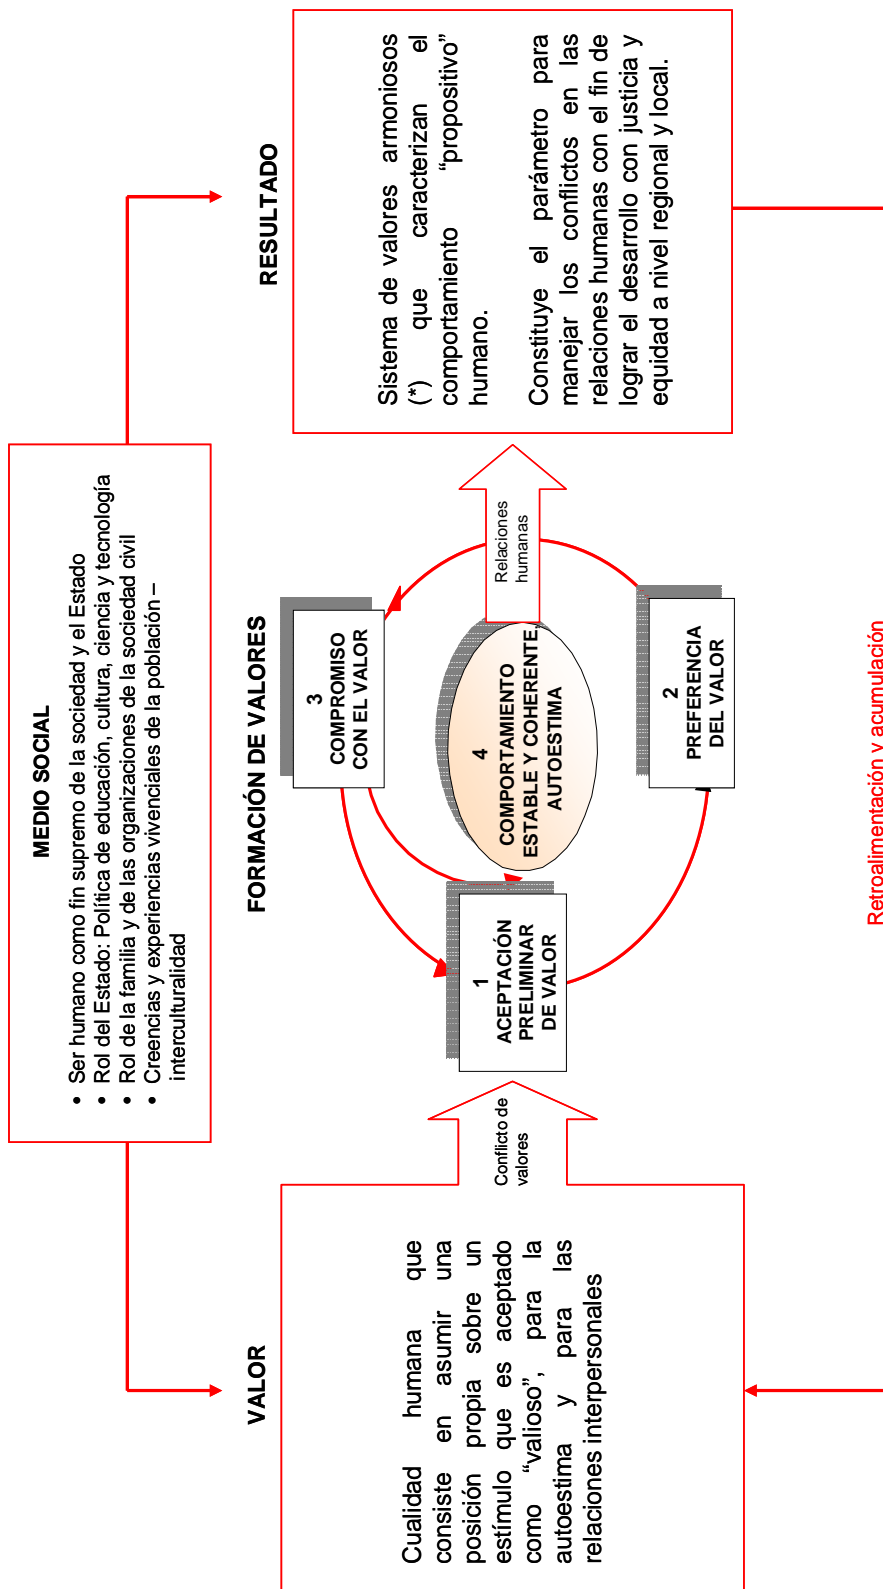 MEDIO SOCIAL
• Ser humano como fin supremo de la sociedad y el Estado
• Rol del Estado: Política de educación, cultura, ciencia y tecnología
• Rol de la familia y de las organizaciones de la sociedad civil
• Creencias y experiencias vivenciales de la población –
interculturalidad
VALOR
Cualidad humana que
consiste en asumir una
posición propia sobre un
estímulo que es aceptado
como “valioso”, para la
autoestima y para las
relaciones interpersonales
Conflicto de
valores
FORMACIÓN DE VALORES
1
ACEPTACIÓN
PRELIMINAR
DE VALOR
2
PREFERENCIA
DEL VALOR
3
COMPROMISO
CON EL VALOR
4
COMPORTAMIENTO
ESTABLE Y COHERENTE,
AUTOESTIMA
Relaciones
humanas
RESULTADO
Sistema de valores armoniosos
(*) que caracterizan el
comportamiento “propositivo”
humano.
Constituye el parámetro para
manejar los conflictos en las
relaciones humanas con el fin de
lograr el desarrollo con justicia y
equidad a nivel regional y local.
Retroalimentación y acumulación